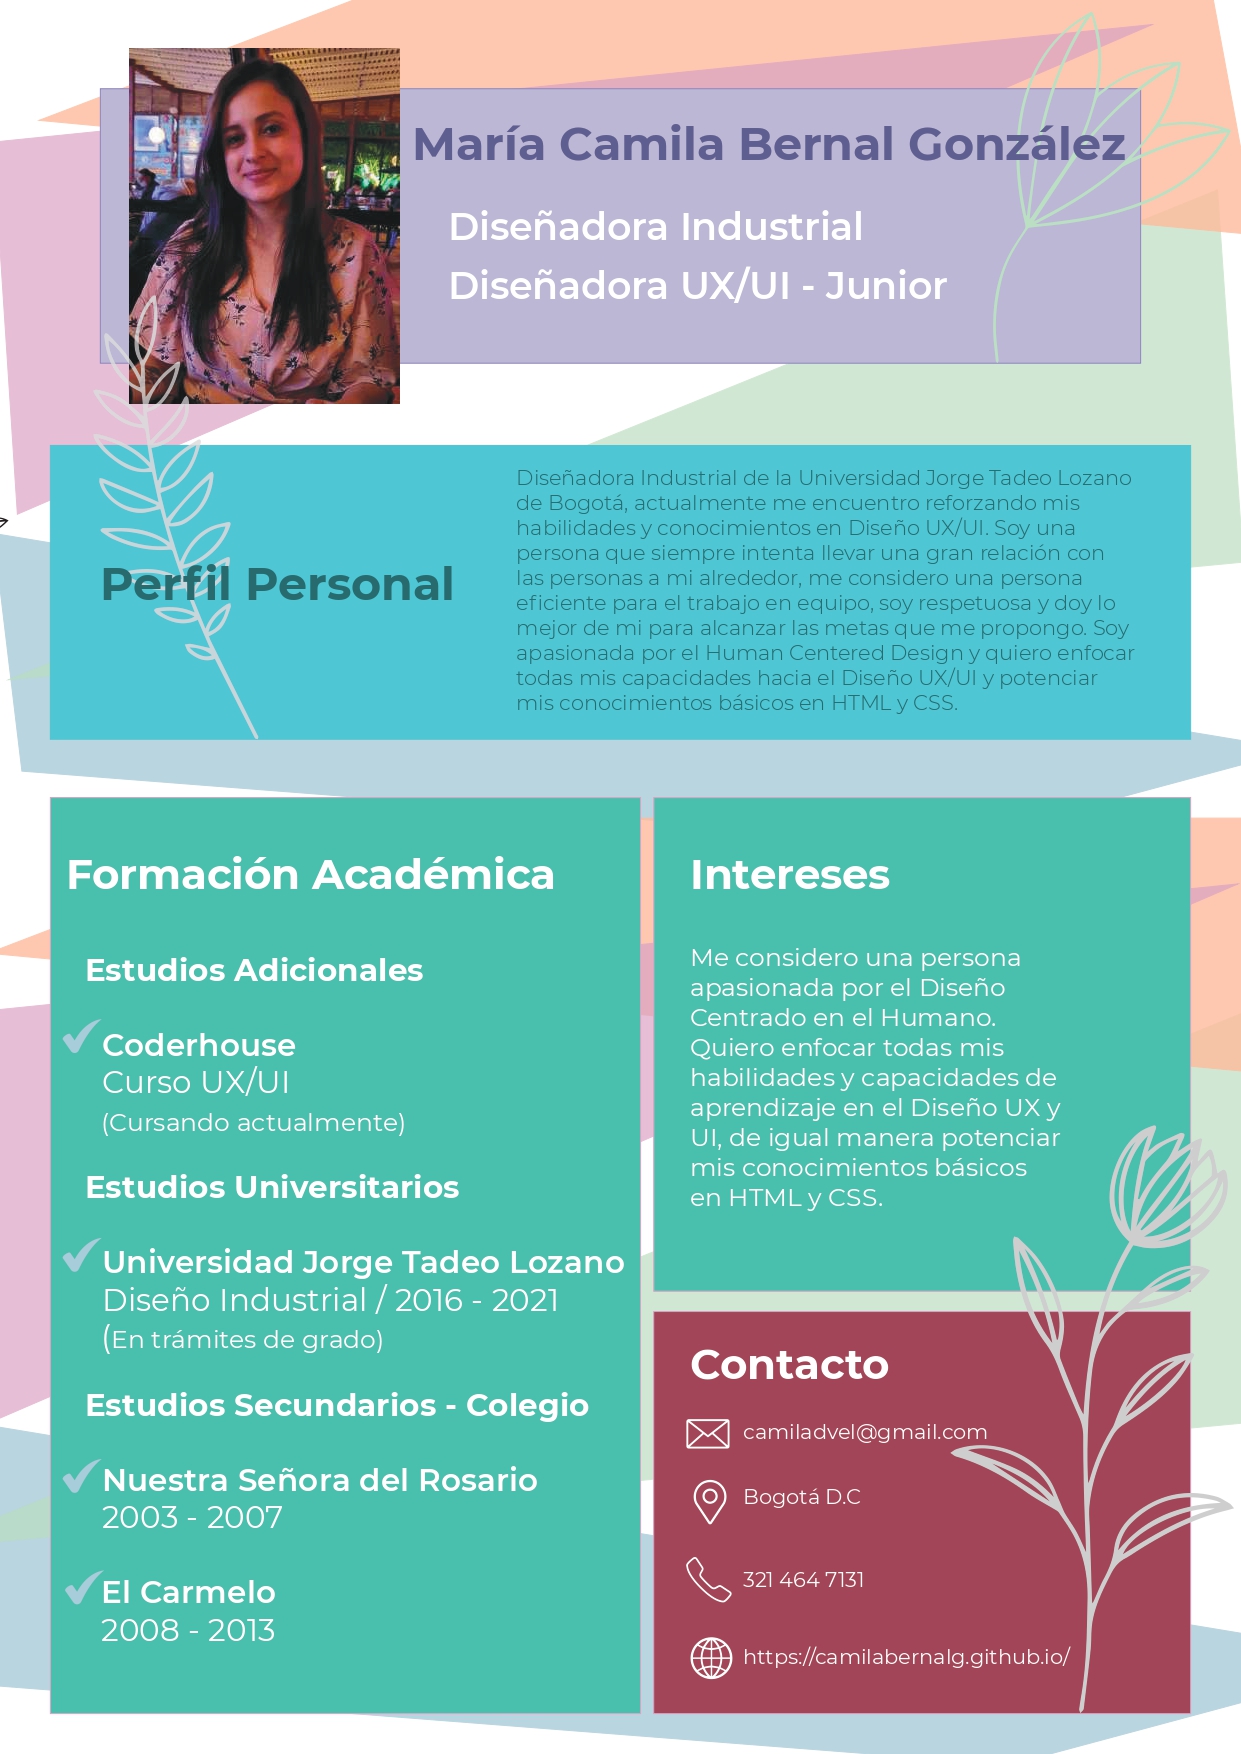 María Camila Bernal González
Diseñadora Industrial
Diseñadora UX/UI - Junior
Perfil Personal
Diseñadora Industrial de la Universidad Jorge Tadeo Lozano
de Bogotá, actualmente me encuentro reforzando mis
habilidades y conocimientos en Diseño UX/UI. Soy una
persona que siempre intenta llevar una gran relación con
las personas a mi alrededor, me considero una persona
eficiente para el trabajo en equipo, soy respetuosa y doy lo
mejor de mi para alcanzar las metas que me propongo. Soy
apasionada por el Human Centered Design y quiero enfocar
todas mis capacidades hacia el Diseño UX/UI y potenciar
mis conocimientos básicos en HTML y CSS.
Formación Académica
Estudios Adicionales
Coderhouse
Curso UX/UI
(Cursando actualmente)
Estudios Universitarios
Universidad Jorge Tadeo Lozano
Diseño Industrial / 2016 - 2021
(En trámites de grado)
Estudios Secundarios - Colegio
Nuestra Señora del Rosario
2003 - 2007
El Carmelo
2008 - 2013
Intereses
Me considero una persona
apasionada por el Diseño
Centrado en el Humano.
Quiero enfocar todas mis
habilidades y capacidades de
aprendizaje en el Diseño UX y
UI, de igual manera potenciar
mis conocimientos básicos
en HTML y CSS.
Contacto
camiladvel@gmail.com
Bogotá D.C
321 464 7131
https://camilabernalg.github.io/